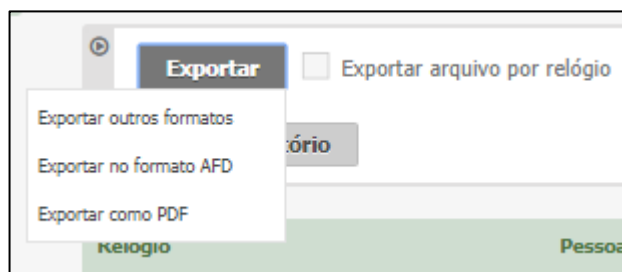 Exportar
Exportar arquivo por relógio
Exportar outros formatos
Exportar no formato AFD
Exportar como PDF
Relógio